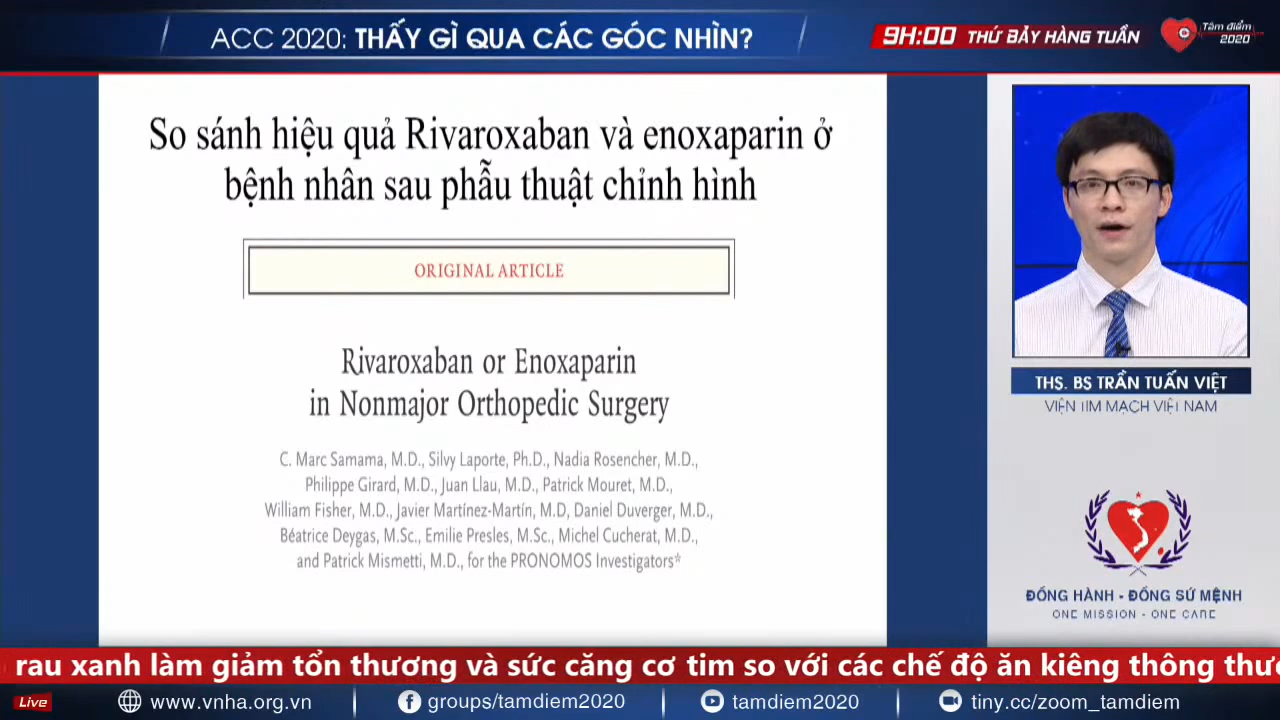 ACC 2020: THẤY GÌ QUA CÁC GÓC NHÌN?
9H:00 THỨ BẢY HÀNG TUẦN
Tâm điểm
2020
So sánh hiệu quả Rivaroxaban và enoxaparin ở
bệnh nhân sau phẫu thuật chỉnh hình
ORIGINAL ARTICLE
Rivaroxaban or Enoxaparin
in Nonmajor Orthopedic Surgery
C. Marc Samama, M.D., Silvy Laporte, Ph.D., Nadia Rosencher, M.D.,
Philippe Girard, M.D., Juan Llau, M.D., Patrick Mouret, M.D.,
William Fisher, M.D., Javier Martínez-Martín, M.D, Daniel Duverger, M.D.,
Béatrice Deygas, M.Sc., Emilie Presles, M.Sc., Michel Cucherat, M.D.,
and Patrick Mismetti, M.D., for the PRONOMOS Investigators*
THS. BS TRẦN TUẤN VIỆT
VIỆN TIM MẠCH VIỆT NAM
ĐỒNG HÀNH - ĐỒNG SỨ MỆNH
ONE MISSION - ONE CARE
rau xanh làm giảm tổn thương và sức căng cơ tim so với các chế độ ăn kiêng thông thư
Live
www.vnha.org.vn
groups/tamdiem2020
tamdiem2020
tiny.cc/zoom_tamdiem